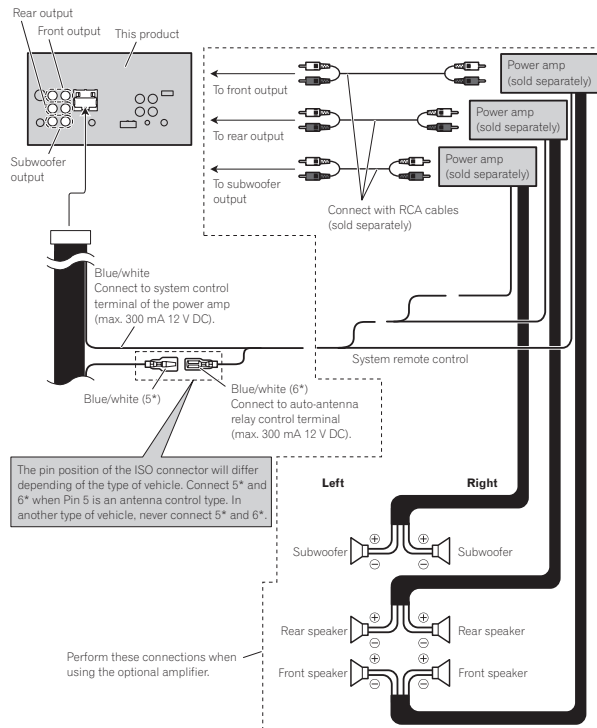 Rear output
Front output
This product
Subwoofer
output
To front output
To rear output
To subwoofer
output
Power amp
(sold separately)
Power amp
(sold separately)
Power amp
(sold separately)
Connect with RCA cables
(sold separately)
Blue/white
Connect to system control
terminal of the power amp
(max. 300 mA 12 V DC).
System remote control
Blue/white (5*)
Blue/white (6*)
Connect to auto-antenna
relay control terminal
(max. 300 mA 12 V DC).
The pin position of the ISO connector will differ
depending of the type of vehicle. Connect 5* and
6* when Pin 5 is an antenna control type. In
another type of vehicle, never connect 5* and 6*.
Left
Right
⊕ ⊕
Subwoofer
Subwoofer
⊖ ⊖
⊕ ⊕
Rear speaker
Rear speaker
⊖ ⊖
⊕ ⊕
Front speaker
Front speaker
⊖ ⊖
Perform these connections when
using the optional amplifier.